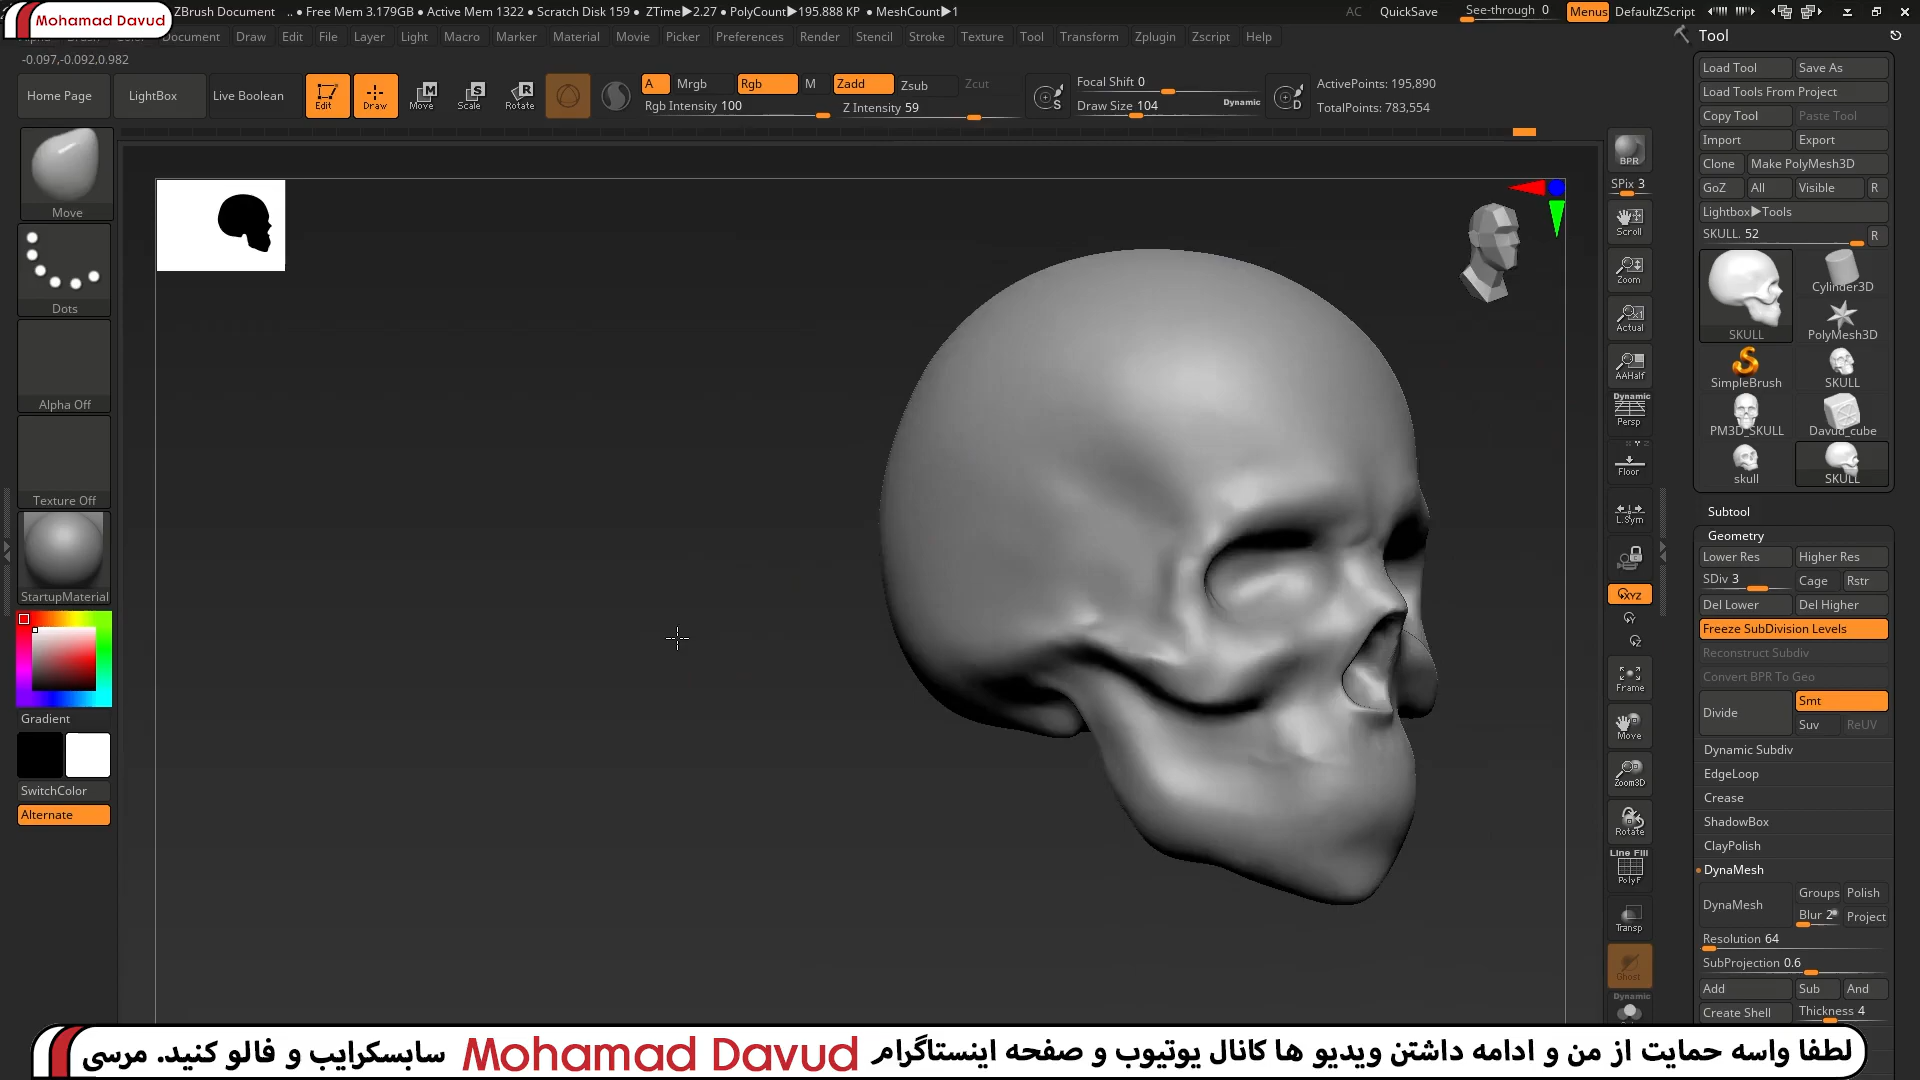 Mohamad Davud
ZBrush Document .. ● Free Mem 3.179GB ● Active Mem 1322 ● Scratch Disk 159 ● ZTime▶2.27 ● PolyCount▶195.888 KP ● MeshCount▶1
AC QuickSave See-through 0 Menus DefaultZScript
Document Draw Edit File Layer Light Macro Marker Material Movie Picker Preferences Render Stencil Stroke Texture Tool Transform Zplugin Zscript Help
-0.097,-0.092,0.982
Home Page LightBox Live Boolean
Edit Draw Move Scale Rotate
A Mrgb Rgb M Zadd Zsub Zcut
Rgb Intensity 100 Z Intensity 59
Focal Shift 0
Draw Size 104 Dynamic
S D
ActivePoints: 195,890
TotalPoints: 783,554
Move
Dots
Alpha Off
Texture Off
StartupMaterial
Gradient
SwitchColor
Alternate
BPR
SPix 3
Scroll
Zoom
Actual
AAHalf
Dynamic
Persp
Floor
L.Sym
XYZ
Y
Z
Frame
Move
Zoom3D
Rotate
Line Fill
PolyF
Transp
Ghost
Dynamic
Tool
Load Tool Save As
Load Tools From Project
Copy Tool Paste Tool
Import Export
Clone Make PolyMesh3D
GoZ All Visible R
Lightbox▶Tools
SKULL. 52 R
SKULL Cylinder3D
PolyMesh3D
SimpleBrush SKULL
PM3D_SKULL Davud_cube
skull SKULL
Subtool
Geometry
Lower Res Higher Res
SDiv 3 Cage Rstr
Del Lower Del Higher
Freeze SubDivision Levels
Reconstruct Subdiv
Convert BPR To Geo
Divide Smt
Suv ReUV
Dynamic Subdiv
EdgeLoop
Crease
ShadowBox
ClayPolish
DynaMesh
DynaMesh Groups Polish
Blur 2 Project
Resolution 64
SubProjection 0.6
Add Sub And
Create Shell Thickness 4
لطفا واسه حمایت از من و ادامه داشتن ویدیو ها کانال یوتیوب و صفحه اینستاگرام Mohamad Davud سابسکرایب و فالو کنید. مرسی